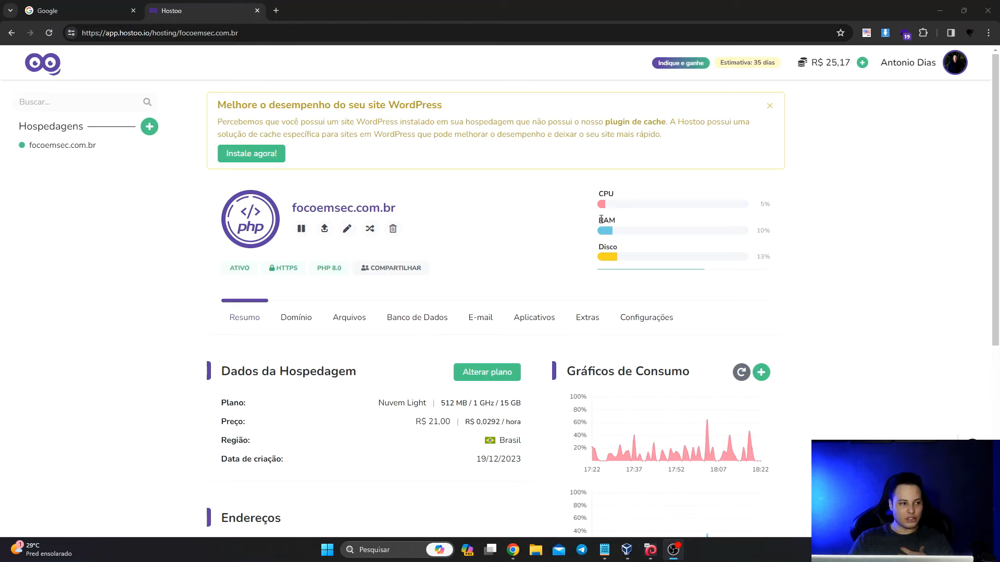 Google
Hostoo
https://app.hostoo.io/hosting/focoemsec.com.br
19
Indique e ganhe
Estimativa: 35 dias
R$ 25,17
Antonio Dias
Buscar...
Hospedagens
focoemsec.com.br
Melhore o desempenho do seu site WordPress
Percebemos que você possui um site WordPress instalado em sua hospedagem que não possui o nosso plugin de cache. A Hostoo possui uma
solução de cache específica para sites em WordPress que pode melhorar o desempenho e deixar o seu site mais rápido.
Instale agora!
</> php
focoemsec.com.br
ATIVO
HTTPS
PHP 8.0
COMPARTILHAR
CPU
5%
RAM
10%
Disco
13%
Resumo
Domínio
Arquivos
Banco de Dados
E-mail
Aplicativos
Extras
Configurações
Dados da Hospedagem
Alterar plano
Plano:
Nuvem Light | 512 MB / 1 GHz / 15 GB
Preço:
R$ 21,00 | R$ 0,0292 / hora
Região:
Brasil
Data de criação:
19/12/2023
Endereços
Gráficos de Consumo
100%
80%
60%
40%
20%
17:22
17:37
17:52
18:07
18:22
100%
80%
60%
40%
1
29°C
Pred ensolarado
Pesquisar
PRE